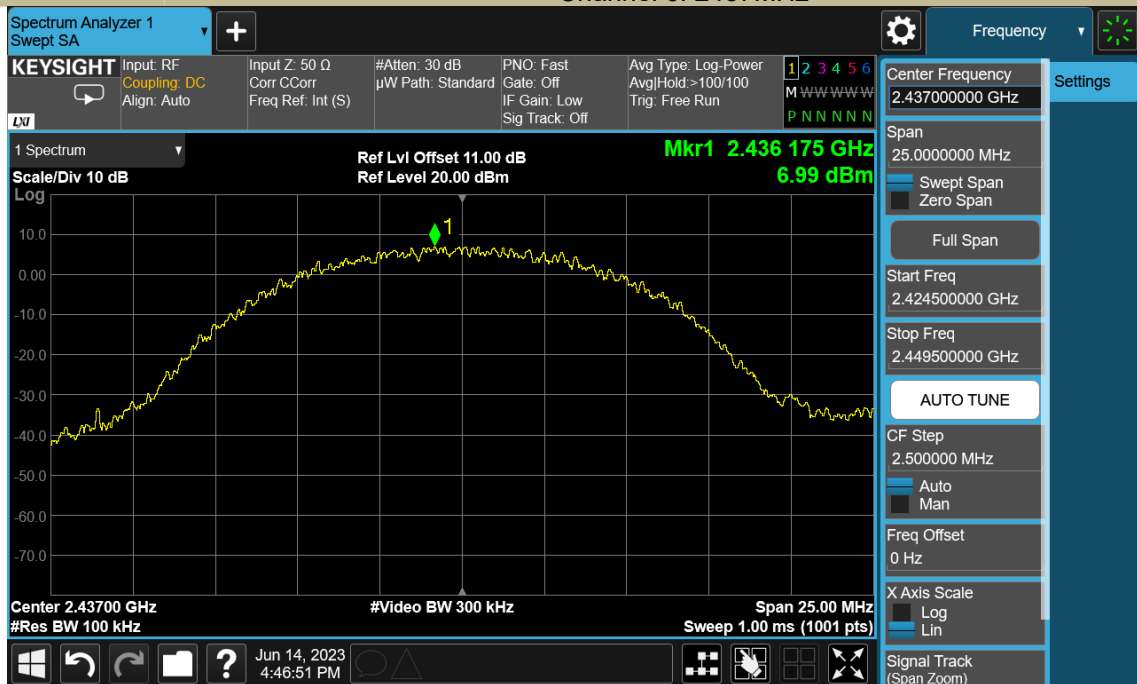 Spectrum Analyzer 1
Swept SA
Frequency
KEYSIGHT
LXI
Input: RF
Coupling: DC
Align: Auto
Input Z: 50 Ω
Corr CCorr
Freq Ref: Int (S)
#Atten: 30 dB
µW Path: Standard
PNO: Fast
Gate: Off
IF Gain: Low
Sig Track: Off
Avg Type: Log-Power
Avg|Hold:>100/100
Trig: Free Run
1 2 3 4 5 6
M W W W W W
P N N N N N
1 Spectrum
Scale/Div 10 dB
Log
Ref Lvl Offset 11.00 dB
Ref Level 20.00 dBm
Mkr1 2.436 175 GHz
6.99 dBm
1
10.0
0.00
-10.0
-20.0
-30.0
-40.0
-50.0
-60.0
-70.0
Center 2.43700 GHz
#Res BW 100 kHz
#Video BW 300 kHz
Span 25.00 MHz
Sweep 1.00 ms (1001 pts)
Jun 14, 2023
4:46:51 PM
?
Settings
Center Frequency
2.437000000 GHz
Span
25.0000000 MHz
Swept Span
Zero Span
Full Span
Start Freq
2.424500000 GHz
Stop Freq
2.449500000 GHz
AUTO TUNE
CF Step
2.500000 MHz
Auto
Man
Freq Offset
0 Hz
X Axis Scale
Log
Lin
Signal Track
(Span Zoom)